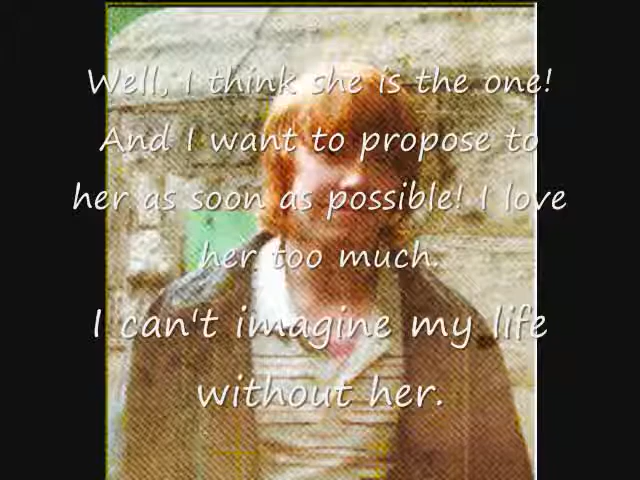 Well, I think she is the one!
And I want to propose to
her as soon as possible! I love
her too much.
I can't imagine my life
without her.